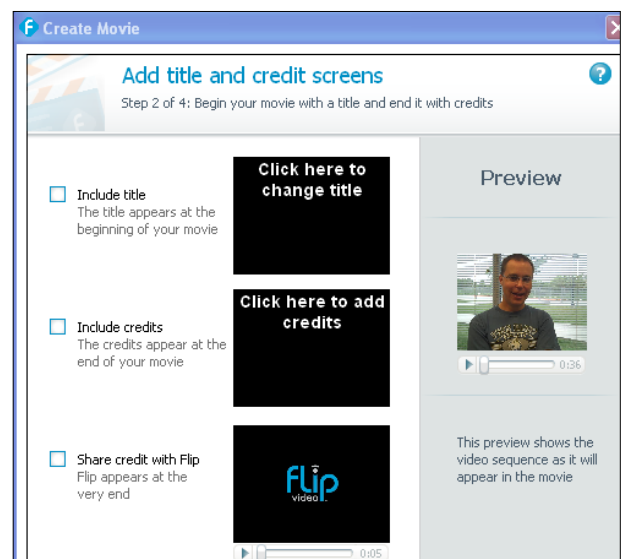 Create Movie
Add title and credit screens
Step 2 of 4: Begin your movie with a title and end it with credits
Include title
The title appears at the
beginning of your movie
Click here to
change title
Preview
Include credits
The credits appear at the
end of your movie
Click here to add
credits
0:36
Share credit with Flip
Flip appears at the
very end
flip
video
0:05
This preview shows the
video sequence as it will
appear in the movie